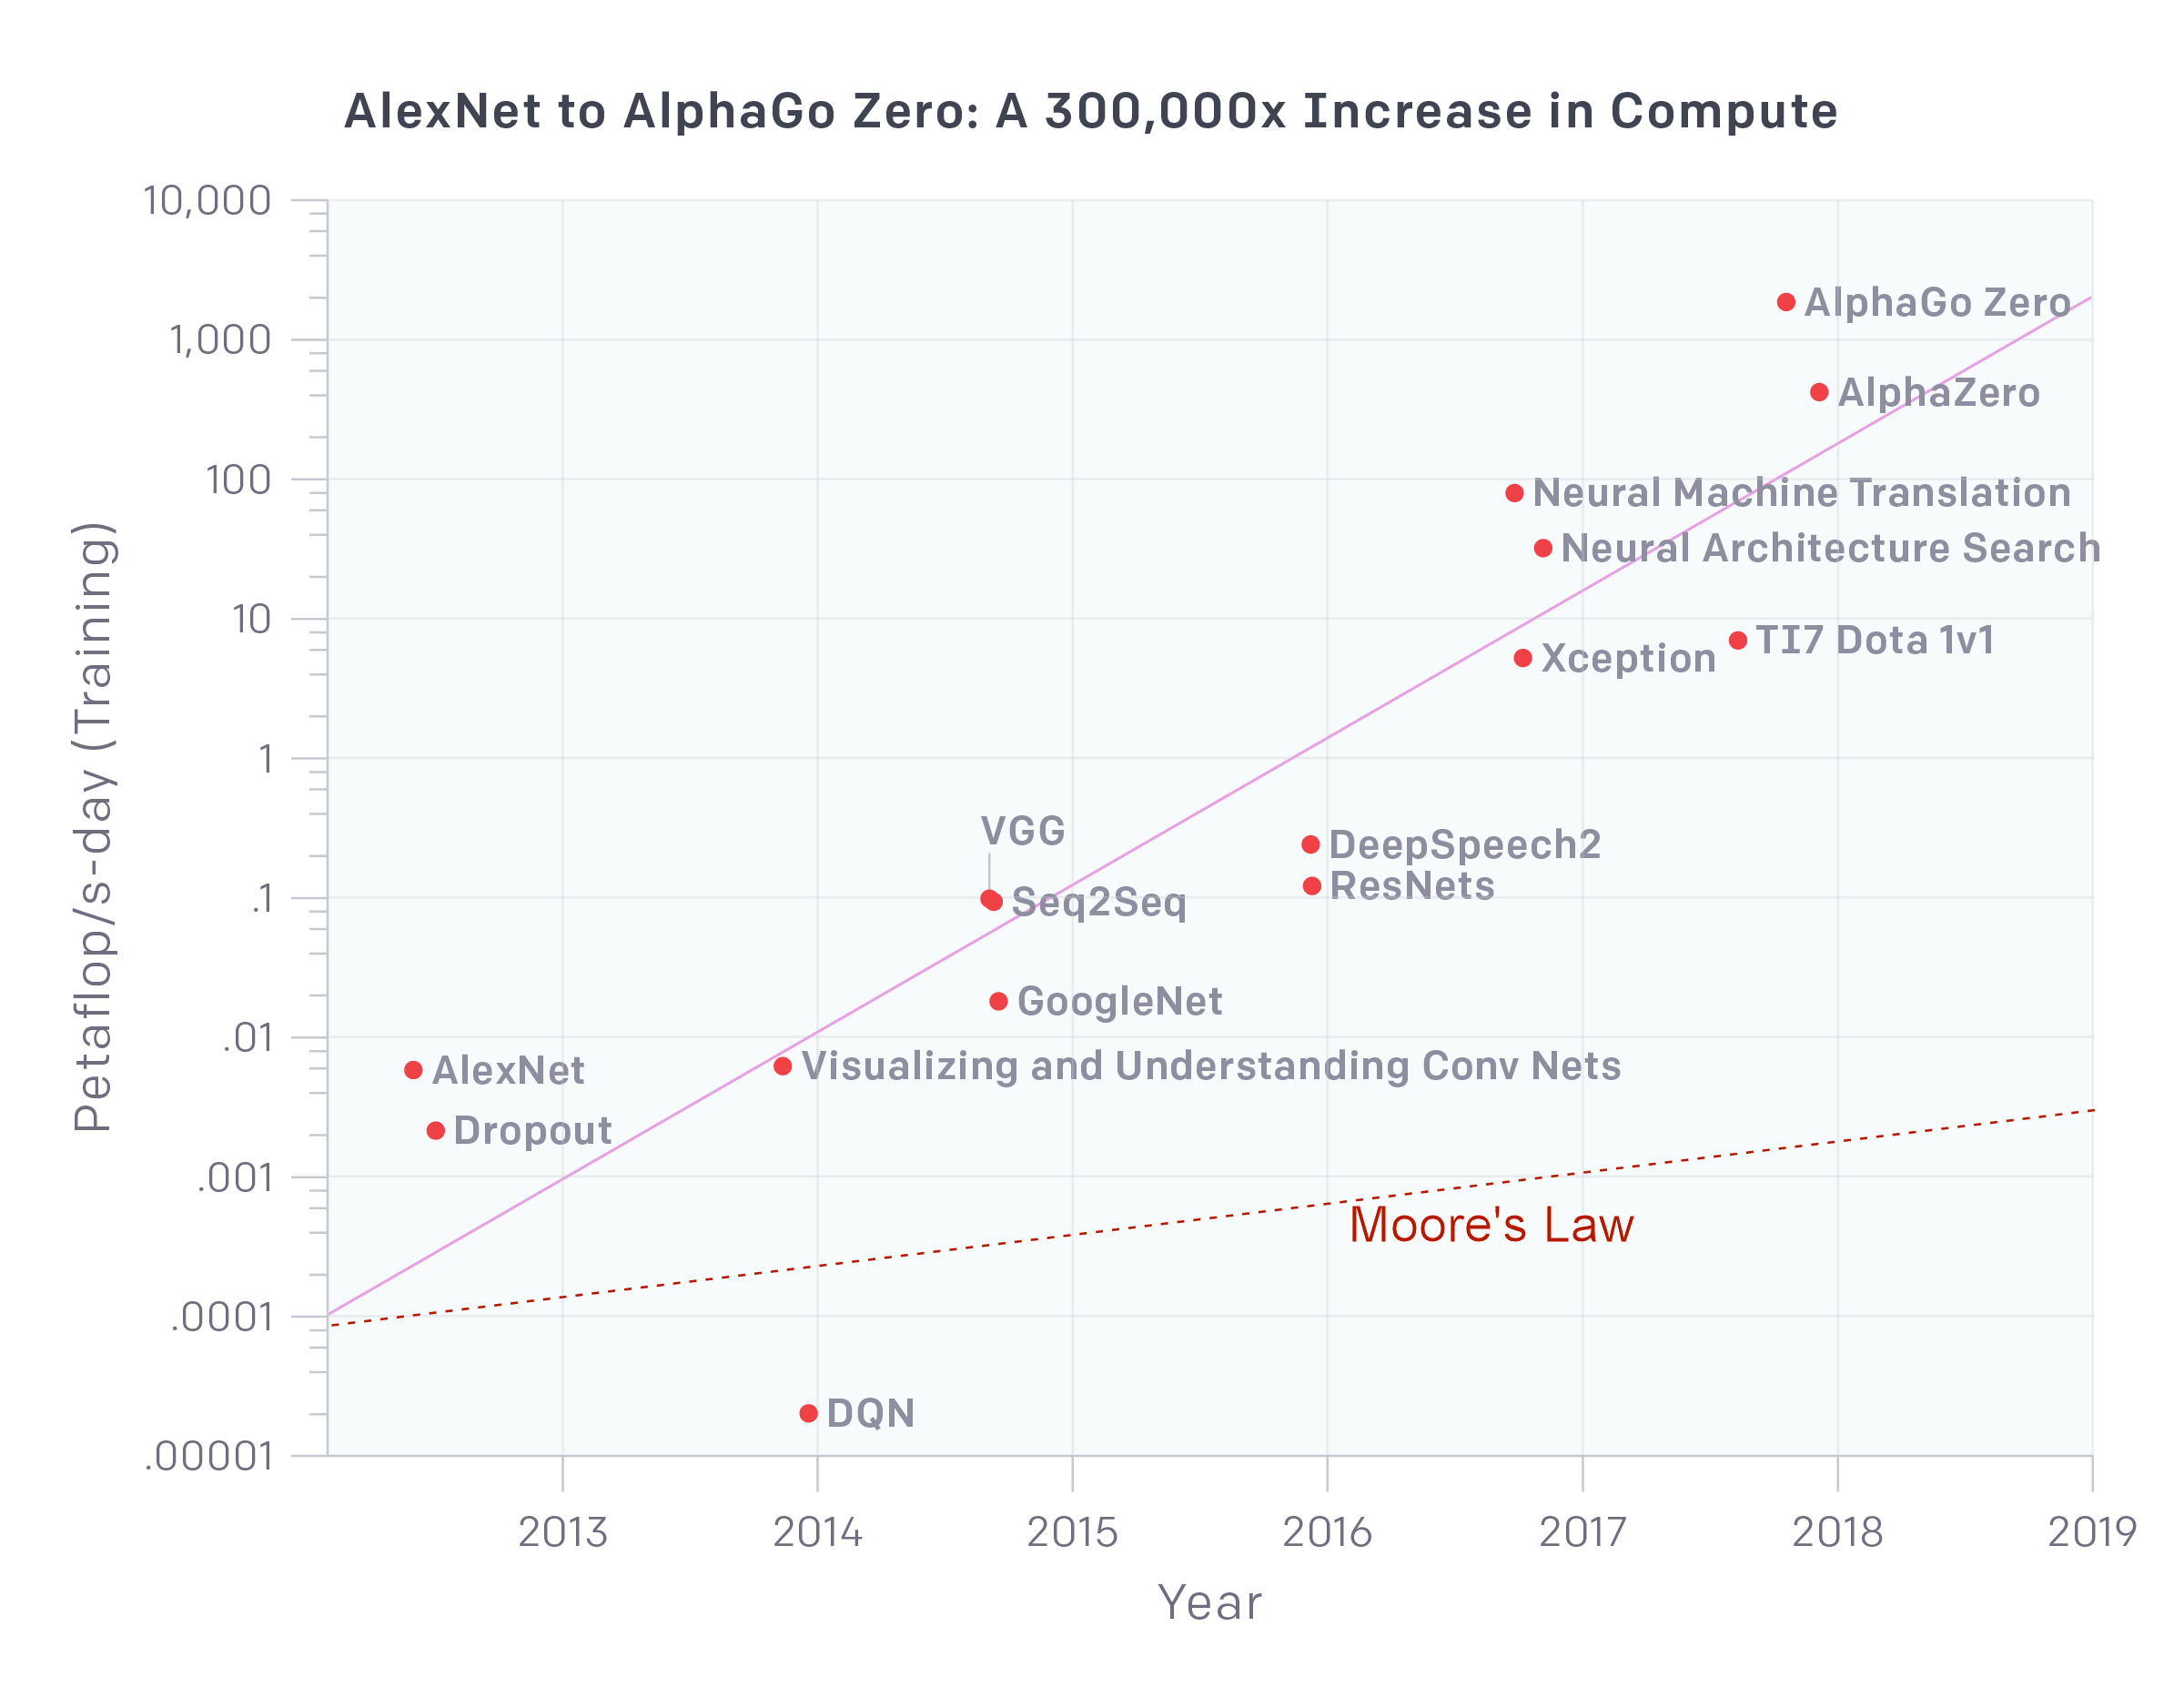 AlexNet to AlphaGo Zero: A 300,000x Increase in Compute
10,000
1,000
100
10
1
.1
.01
.001
.0001
.00001
Petaflop/s-day (Training)
AlphaGo Zero
AlphaZero
Neural Machine Translation
Neural Architecture Search
TI7 Dota 1v1
Xception
VGG
DeepSpeech2
ResNets
Seq2Seq
GoogleNet
Visualizing and Understanding Conv Nets
AlexNet
Dropout
Moore's Law
DQN
2013
2014
2015
2016
2017
2018
2019
Year